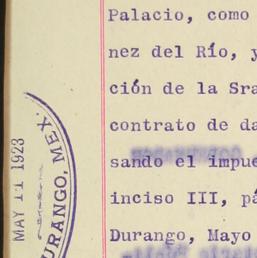 Palacio, como
nez del Río, y
ción de la Sra
contrato de da
sando el impue
inciso III, pá
Durango, Mayo
MAY 11 1923
URANGO, MEX.